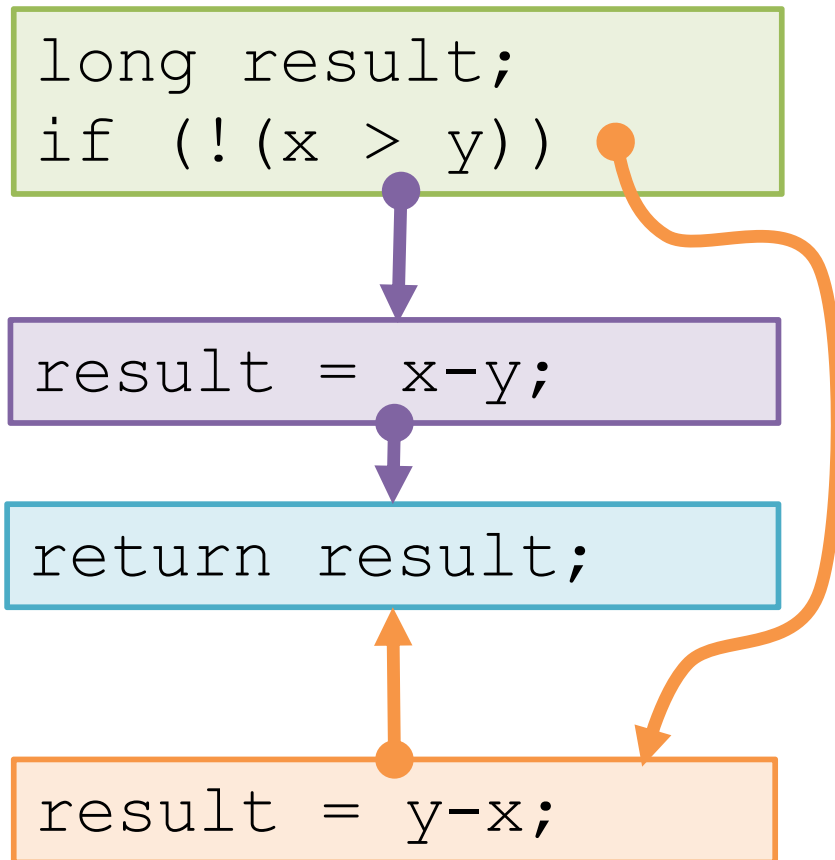 long result;
if (!(x > y))
result = x-y;
return result;
result = y-x;